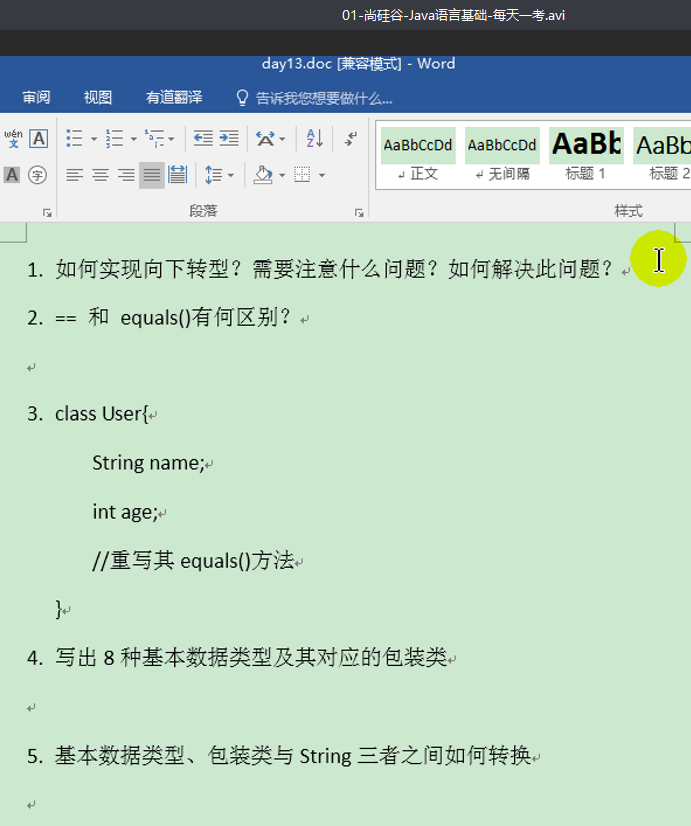 01-尚硅谷-Java语言基础-每天一考.avi
day13.doc [兼容模式] - Word
审阅 视图 有道翻译 告诉我您想要做什么...
wén 文 A AaBbCcDd AaBbCcDd AaBb AaBb
A 字 正文 无间隔 标题 1 标题 2
段落 样式
1. 如何实现向下转型？需要注意什么问题？如何解决此问题？
2. == 和 equals()有何区别？
3. class User{
String name;
int age;
//重写其 equals()方法
}
4. 写出 8 种基本数据类型及其对应的包装类
5. 基本数据类型、包装类与 String 三者之间如何转换